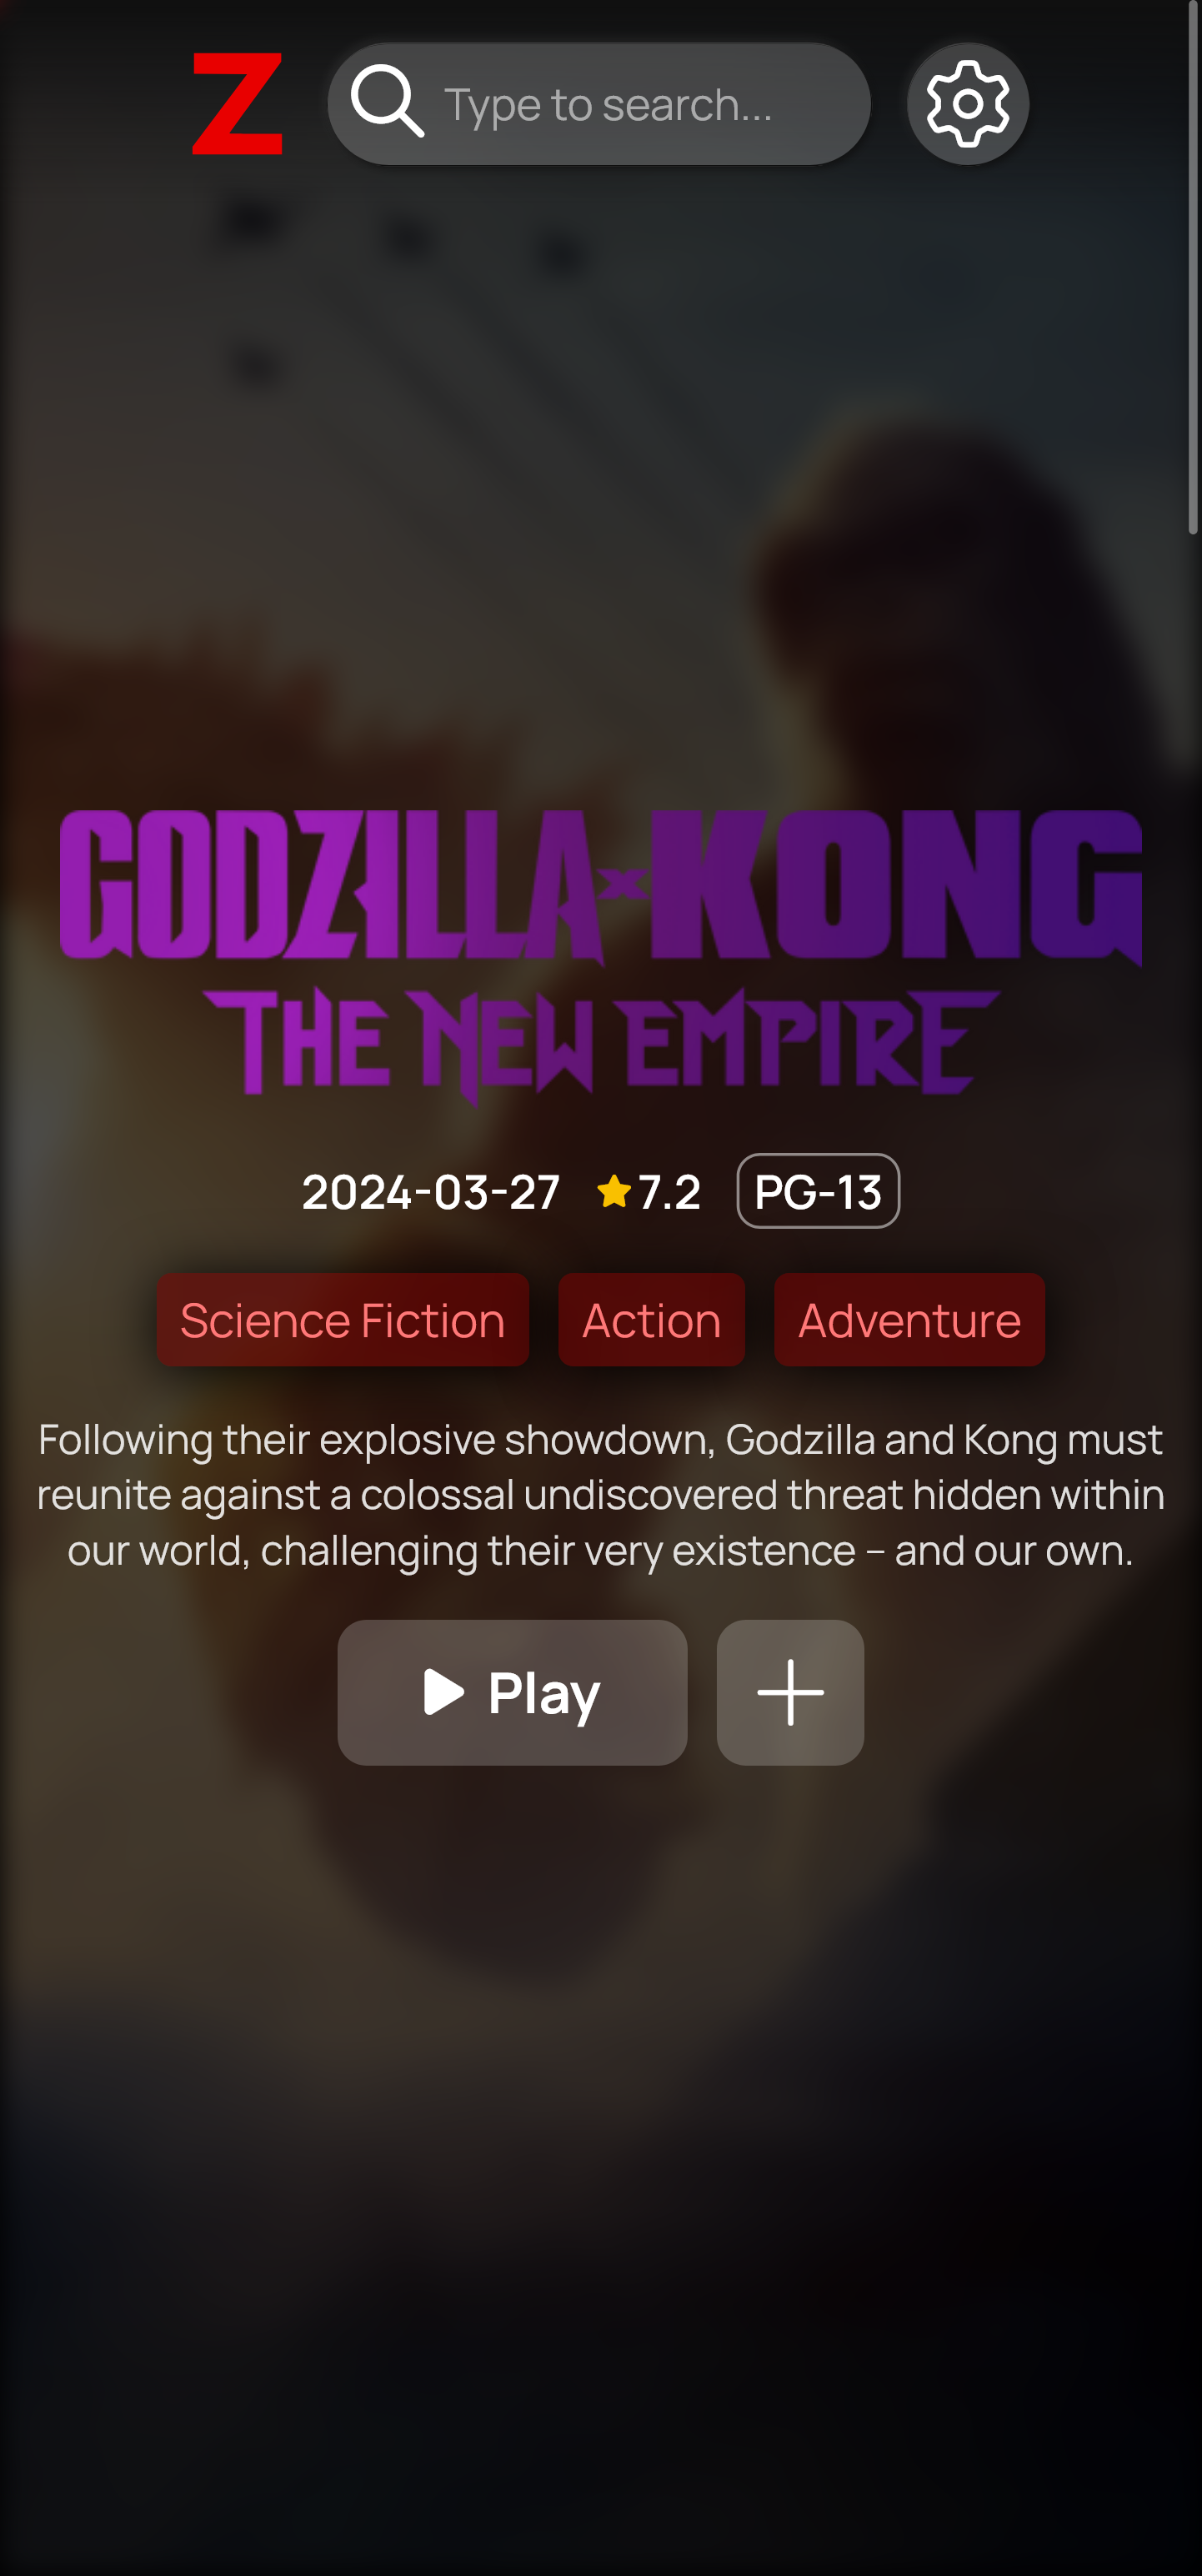 Z
Type to search...
GODZILLA x KONG
THE NEW EMPIRE
2024-03-27 7.2 PG-13
Science Fiction Action Adventure
Following their explosive showdown, Godzilla and Kong must
reunite against a colossal undiscovered threat hidden within
our world, challenging their very existence – and our own.
Play